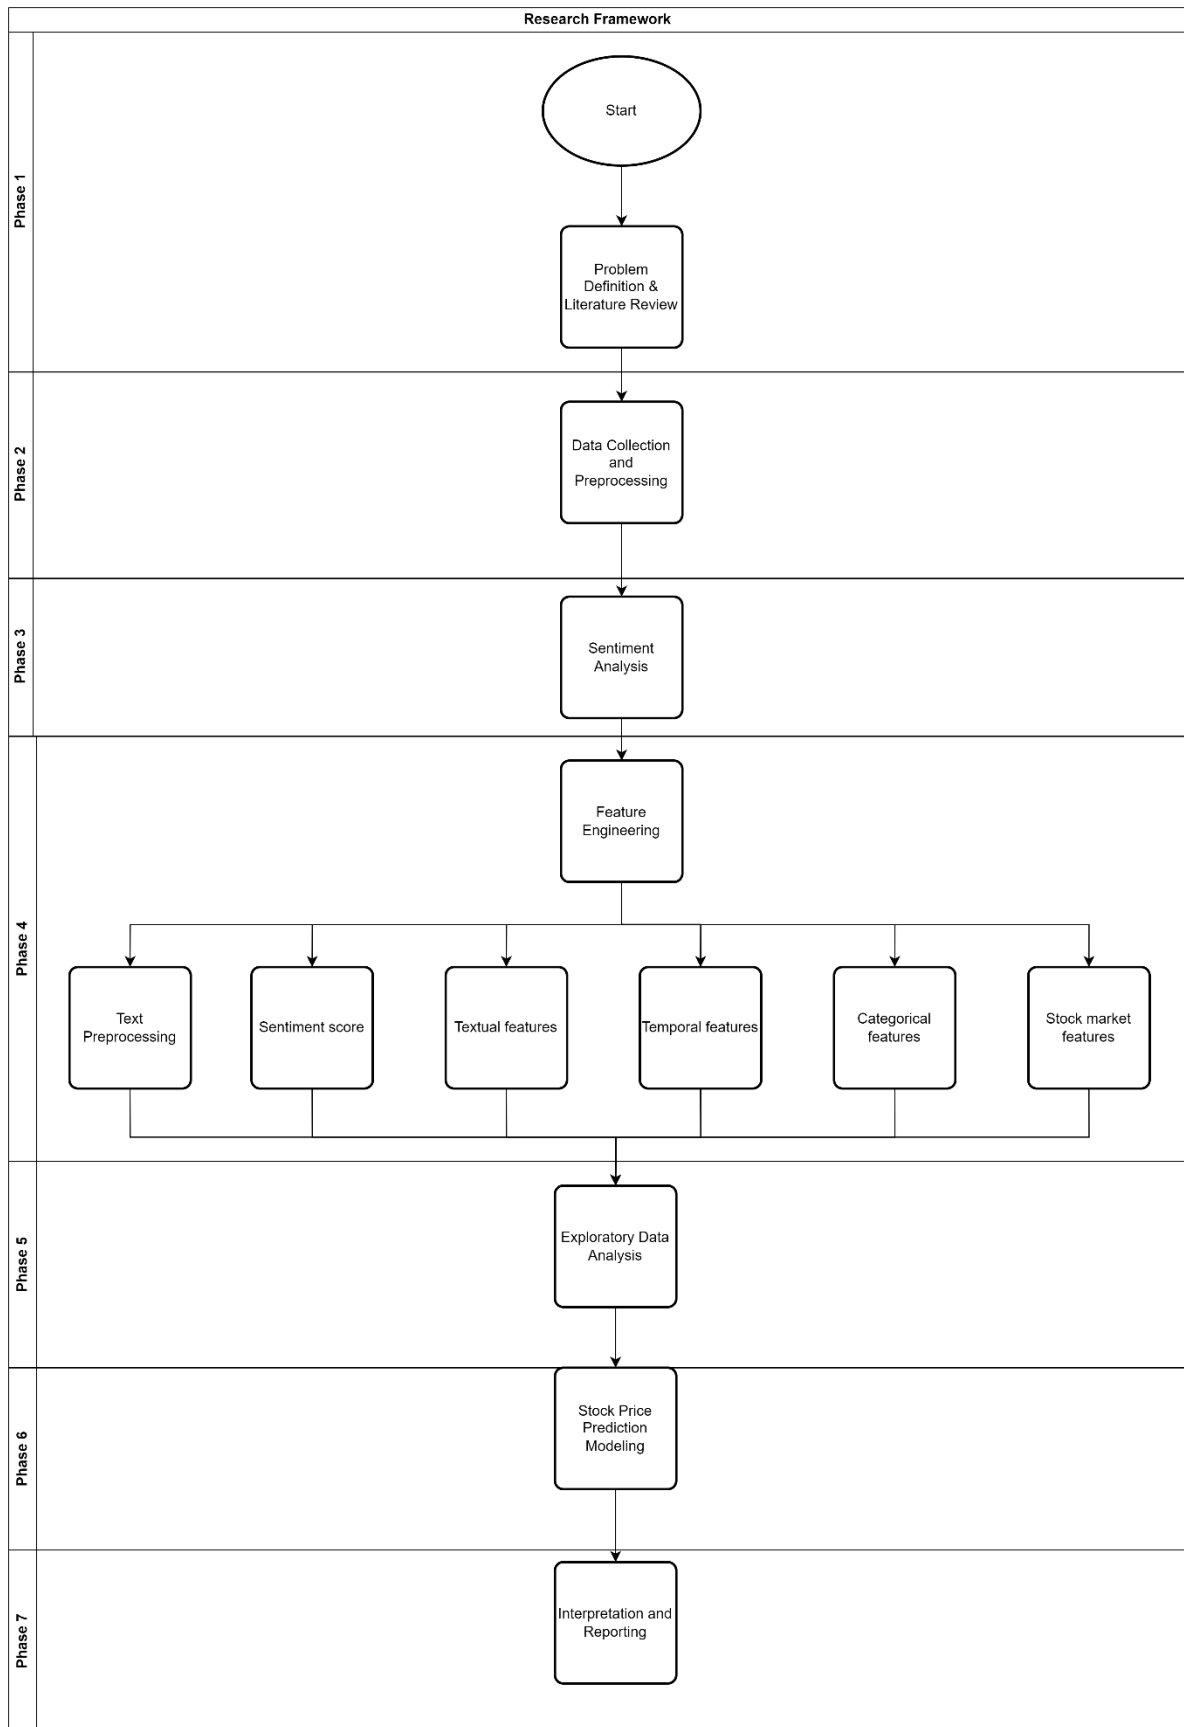 Research Framework
Phase 1
Start
Problem
Definition &
Literature Review
Phase 2
Data Collection
and
Preprocessing
Phase 3
Sentiment
Analysis
Phase 4
Feature
Engineering
Text
Preprocessing
Sentiment score
Textual features
Temporal features
Categorical
features
Stock market
features
Phase 5
Exploratory Data
Analysis
Phase 6
Stock Price
Prediction
Modeling
Phase 7
Interpretation and
Reporting